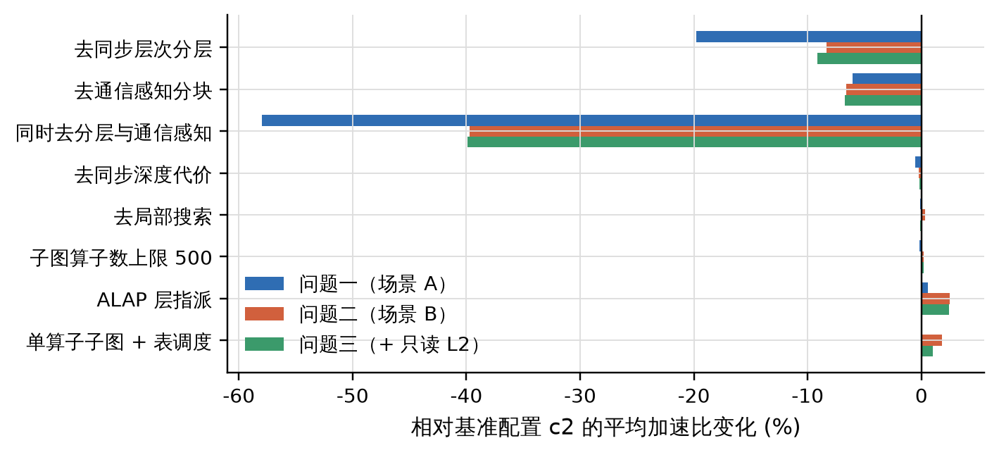 去同步层次分层
去通信感知分块
同时去分层与通信感知
去同步深度代价
去局部搜索
子图算子数上限 500
ALAP 层指派
单算子子图 + 表调度
问题一（场景 A）
问题二（场景 B）
问题三（+ 只读 L2）
-60 -50 -40 -30 -20 -10 0
相对基准配置 c2 的平均加速比变化 (%)